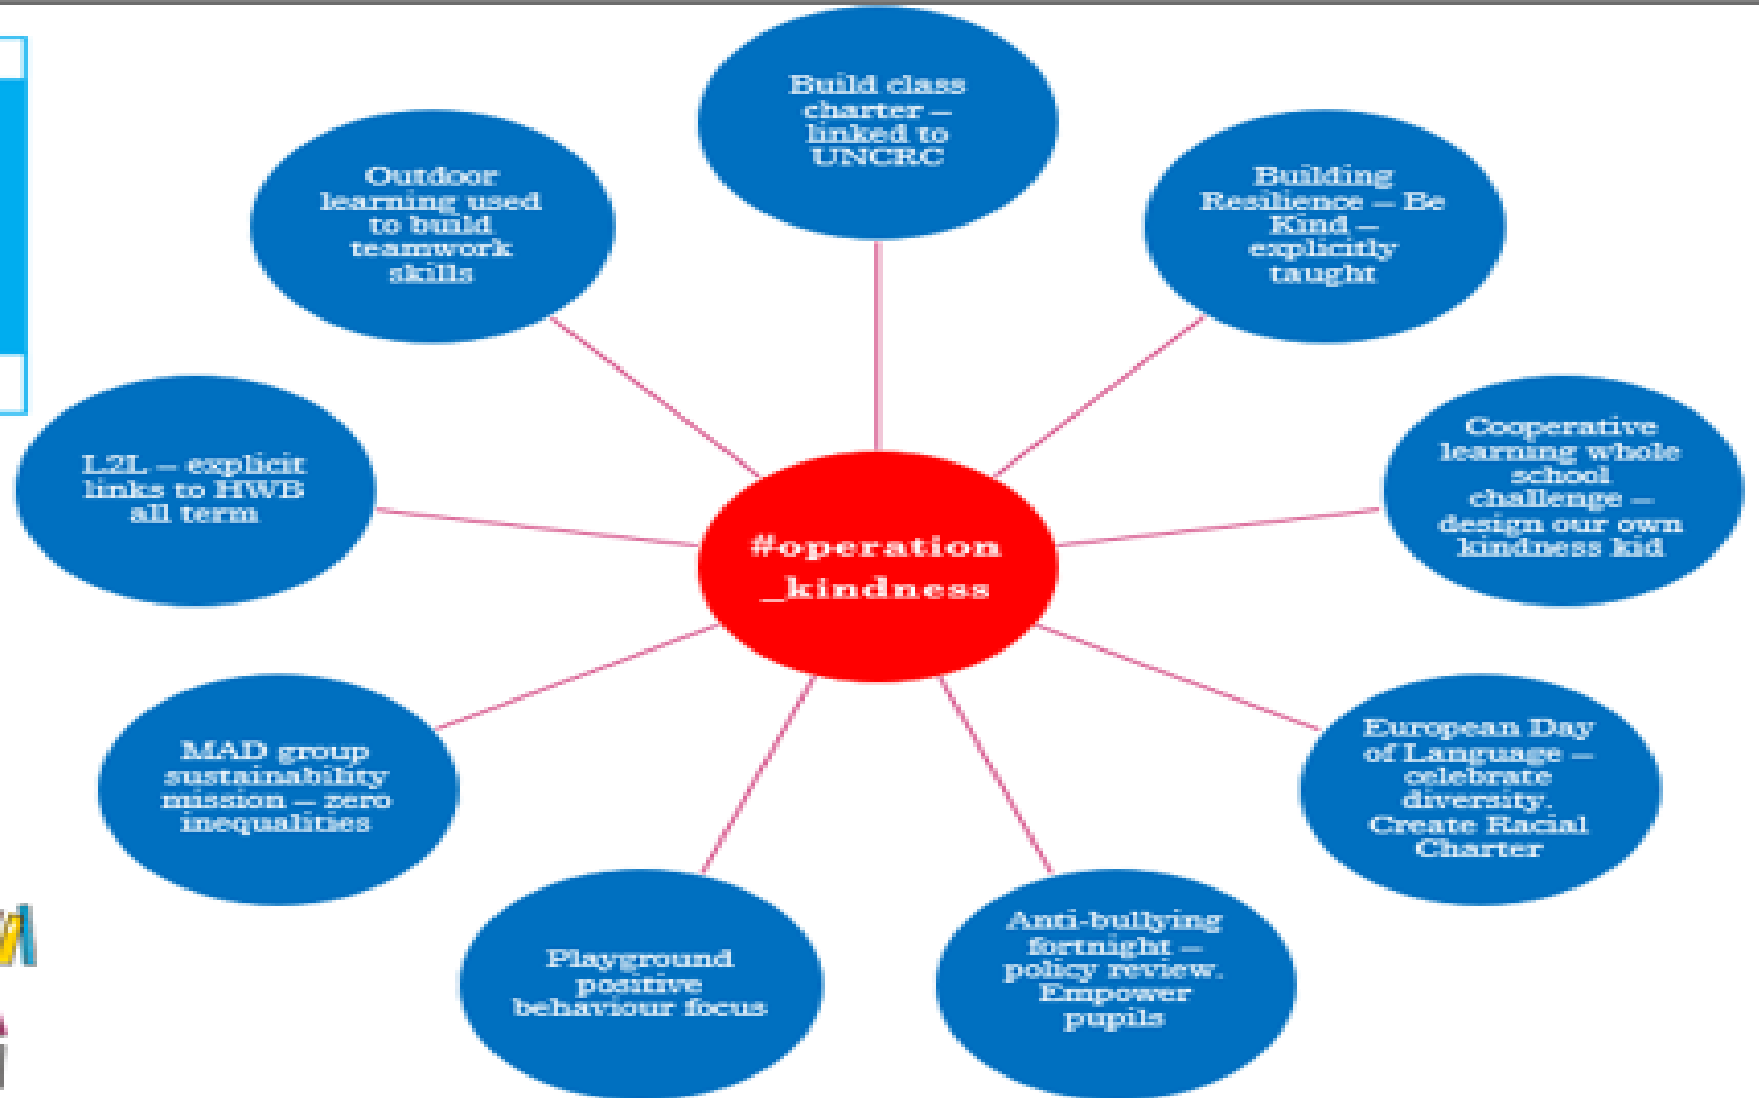 Build class
charter –
linked to
UNCRC
Building
Resilience – Be
Kind –
explicitly
taught
Cooperative
learning whole
school
challenge –
design our own
kindness kid
European Day
of Language –
celebrate
diversity.
Create Racial
Charter
Anti-bullying
fortnight –
policy review.
Empower
pupils
Playground
positive
behaviour focus
MAD group
sustainability
mission – zero
inequalities
L2L – explicit
links to HWB
all term
Outdoor
learning used
to build
teamwork
skills
#operation
_kindness